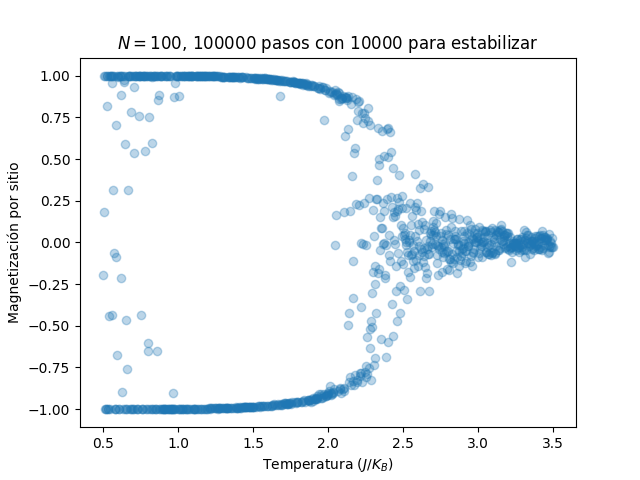 N = 100, 100000 pasos con 10000 para estabilizar
1.00
0.75
0.50
0.25
0.00
−0.25
−0.50
−0.75
−1.00
Magnetización por sitio
0.5 1.0 1.5 2.0 2.5 3.0 3.5
Temperatura (J/K_B)